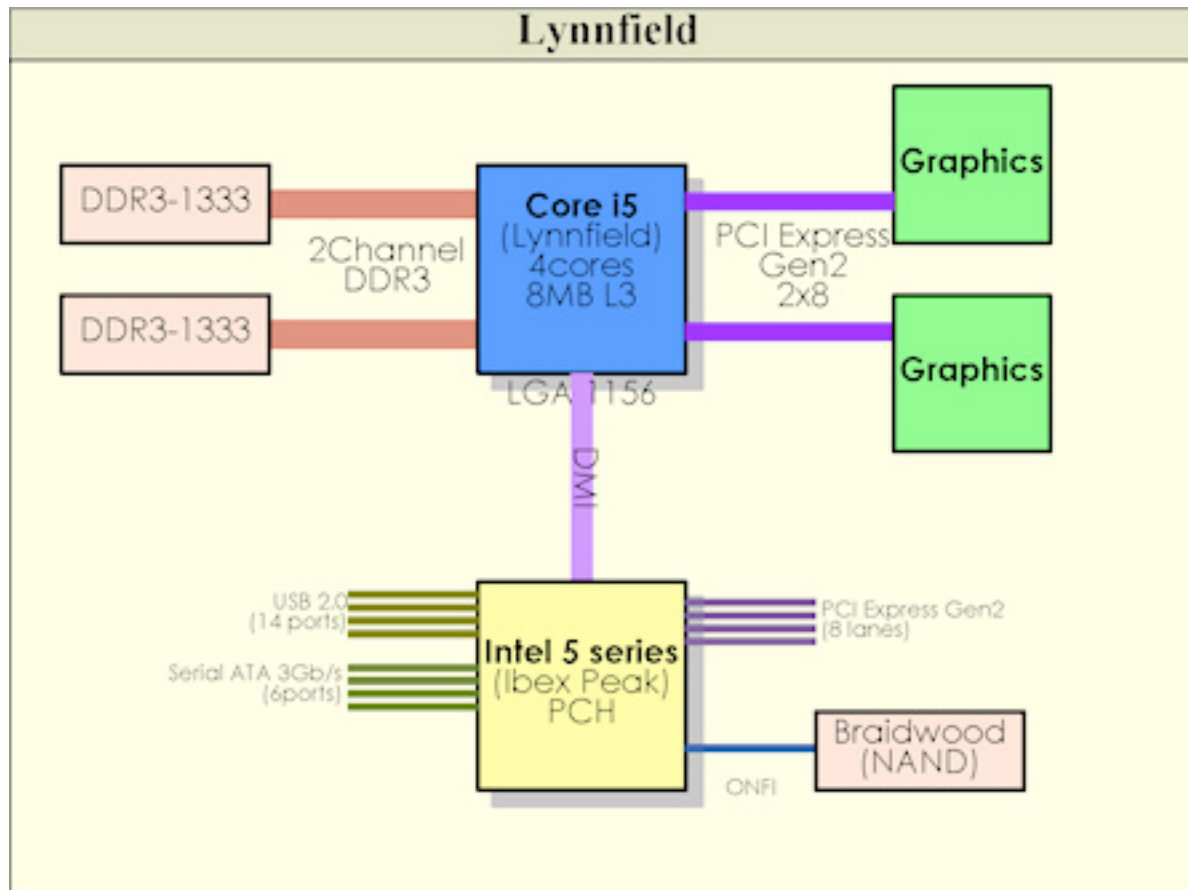 Lynnfield
DDR3-1333
2Channel
DDR3
DDR3-1333
Core i5
(Lynnfield)
4cores
8MB L3
LGA 1156
PCI Express
Gen2
2x8
Graphics
Graphics
DMI
USB 2.0
(14 ports)
Serial ATA 3Gb/s
(6ports)
Intel 5 series
(Ibex Peak)
PCH
PCI Express Gen2
(8 lanes)
ONFI
Braidwood
(NAND)